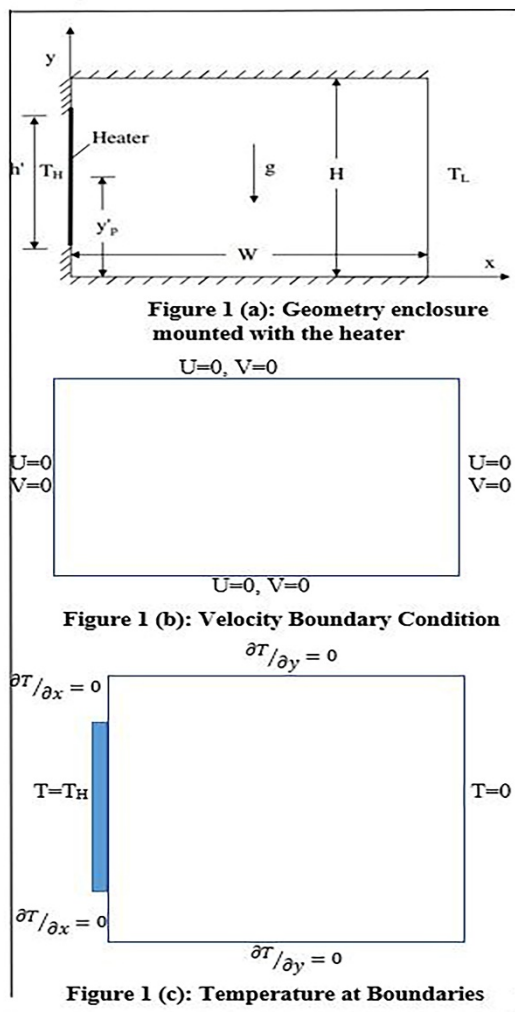 y
Heater
h'
T_H
g
H
T_L
y'_p
W
x
Figure 1 (a): Geometry enclosure
mounted with the heater
U=0, V=0
U=0
V=0
U=0
V=0
U=0, V=0
Figure 1 (b): Velocity Boundary Condition
∂T/∂y = 0
∂T/∂x = 0
T=T_H
T=0
∂T/∂x = 0
∂T/∂y = 0
Figure 1 (c): Temperature at Boundaries